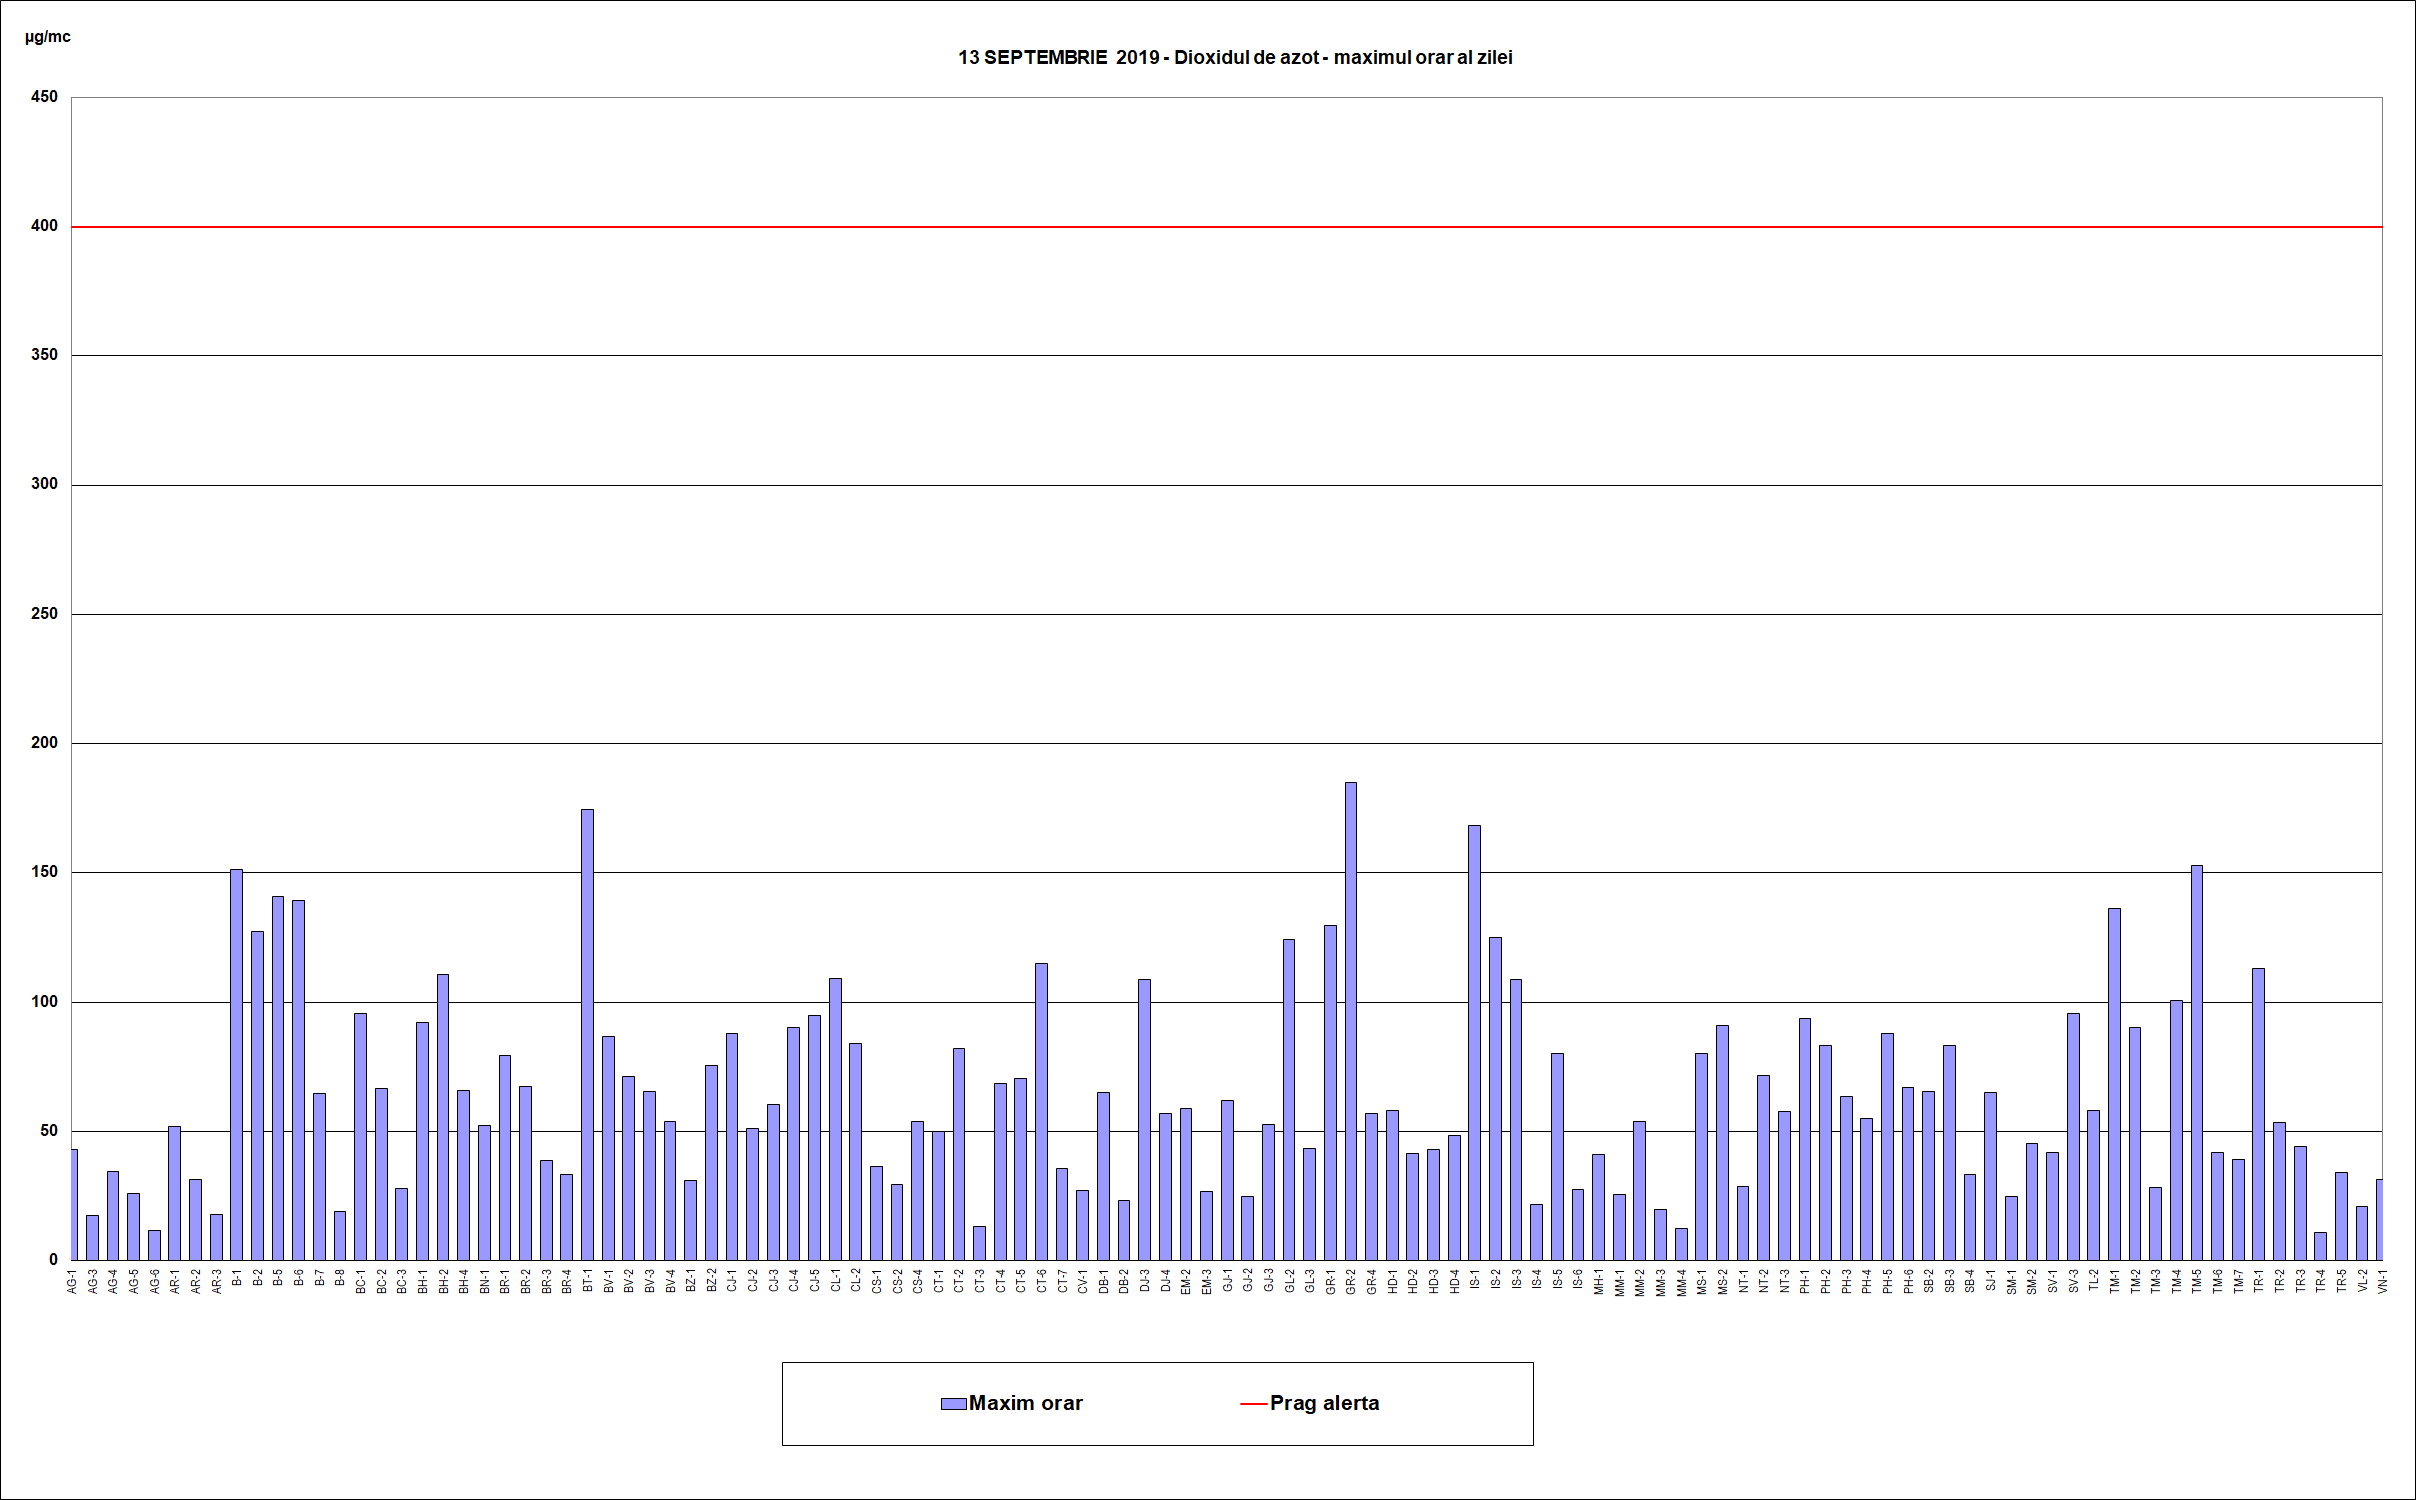 µg/mc
13 SEPTEMBRIE 2019 - Dioxidul de azot - maximul orar al zilei
450
400
350
300
250
200
150
100
50
0
AG-1 AG-3 AG-4 AG-5 AG-6 AR-1 AR-2 AR-3 B-1 B-2 B-5 B-6 B-7 B-8 BC-1 BC-2 BC-3 BH-1 BH-2 BH-4 BN-1 BR-1 BR-2 BR-3 BR-4 BT-1 BV-1 BV-2 BV-3 BV-4 BZ-1 BZ-2 CJ-1 CJ-2 CJ-3 CJ-4 CJ-5 CL-1 CL-2 CS-1 CS-2 CS-4 CT-1 CT-2 CT-3 CT-4 CT-5 CT-6 CT-7 CV-1 DB-1 DB-2 DJ-3 DJ-4 EM-2 EM-3 GJ-1 GJ-2 GJ-3 GL-2 GL-3 GR-1 GR-2 GR-4 HD-1 HD-2 HD-3 HD-4 IS-1 IS-2 IS-3 IS-4 IS-5 IS-6 MH-1 MM-1 MM-2 MM-3 MM-4 MS-1 MS-2 NT-1 NT-2 NT-3 PH-1 PH-2 PH-3 PH-4 PH-5 PH-6 SB-2 SB-3 SB-4 SJ-1 SM-1 SM-2 SV-1 SV-3 TL-2 TM-1 TM-2 TM-3 TM-4 TM-5 TM-6 TM-7 TR-1 TR-2 TR-3 TR-4 TR-5 VL-2 VN-1
Maxim orar Prag alerta